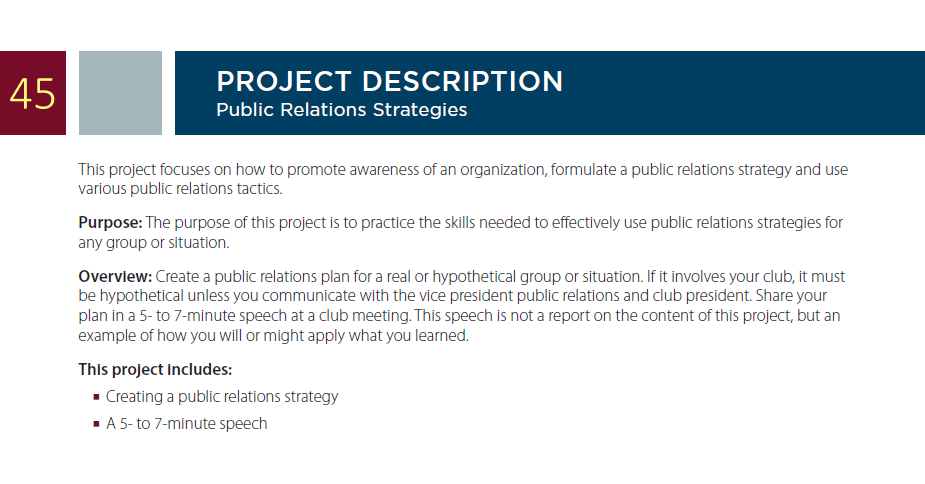 45
PROJECT DESCRIPTION
Public Relations Strategies
This project focuses on how to promote awareness of an organization, formulate a public relations strategy and use
various public relations tactics.
Purpose: The purpose of this project is to practice the skills needed to effectively use public relations strategies for
any group or situation.
Overview: Create a public relations plan for a real or hypothetical group or situation. If it involves your club, it must
be hypothetical unless you communicate with the vice president public relations and club president. Share your
plan in a 5- to 7-minute speech at a club meeting. This speech is not a report on the content of this project, but an
example of how you will or might apply what you learned.
This project includes:
▪ Creating a public relations strategy
▪ A 5- to 7-minute speech